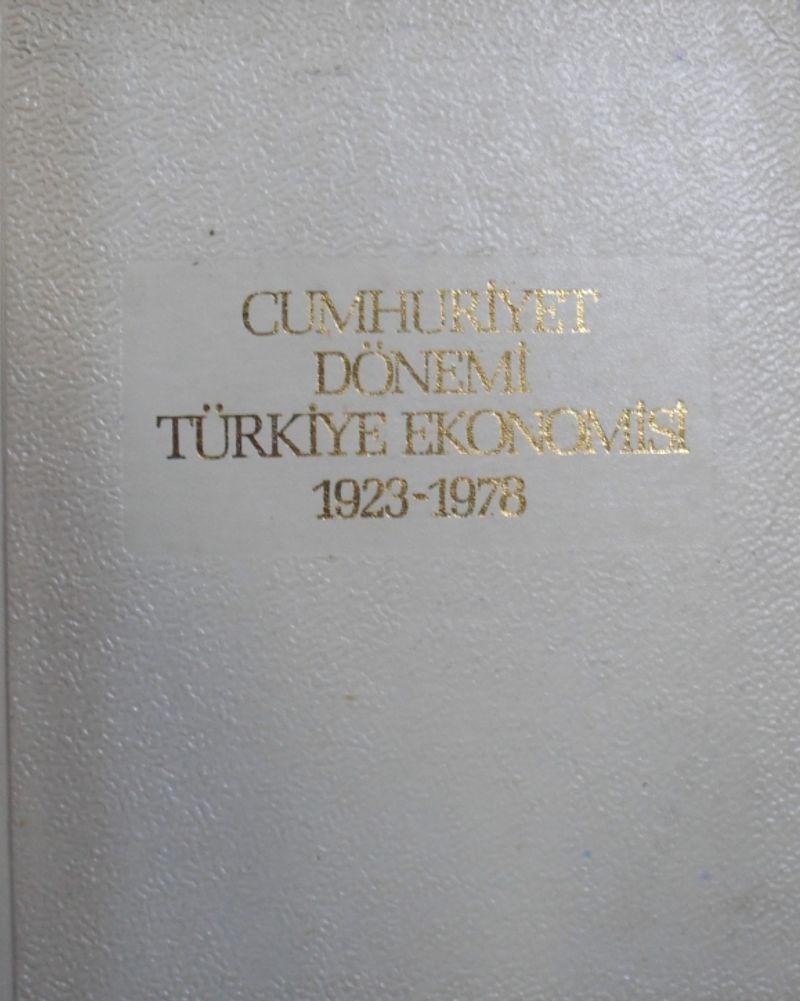 CUMHURİYET
DÖNEMİ
TÜRKİYE EKONOMİSİ
1923-1978